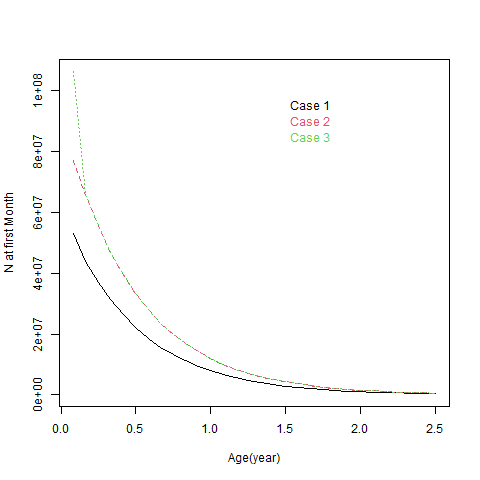 Case 1
Case 2
Case 3
N at first Month
1e+08
8e+07
6e+07
4e+07
2e+07
0e+00
0.0 0.5 1.0 1.5 2.0 2.5
Age(year)